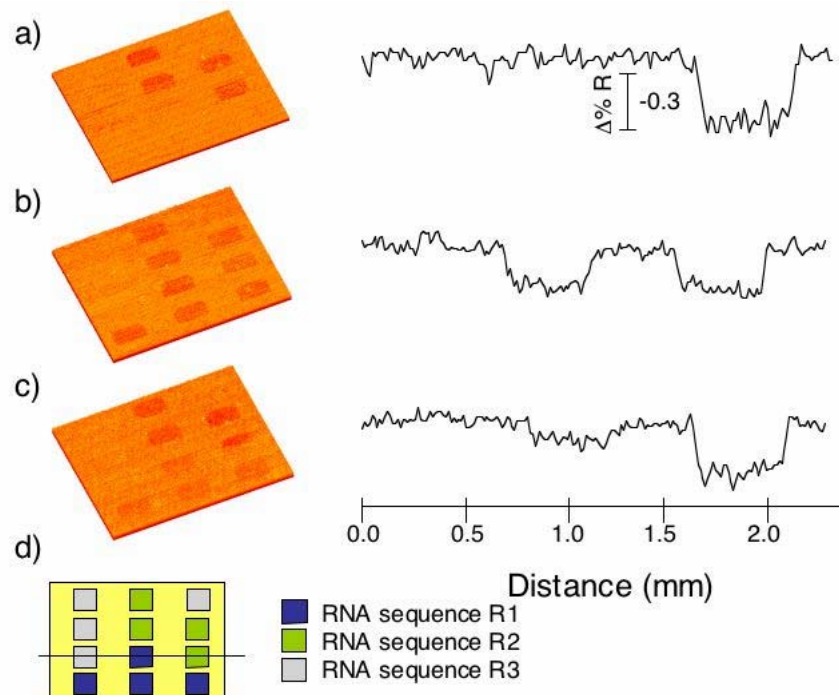 a)
Δ% R
-0.3
b)
c)
0.0 0.5 1.0 1.5 2.0
Distance (mm)
d)
RNA sequence R1
RNA sequence R2
RNA sequence R3